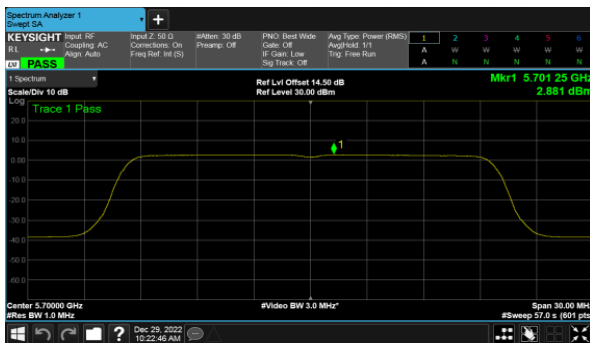 Spectrum Analyzer 1
Swept SA
+
KEYSIGHT Input: RF Input Z: 50 Ω #Atten: 30 dB PNO: Best Wide Avg Type: Power (RMS) 1 2 3 4 5 6
RL Coupling: AC Corrections: On Preamp: Off Gate: Off Avg|Hold: 1/1 A W W W W W
Align: Auto Freq Ref: Int (S) IF Gain: Low Trig: Free Run
LXI PASS Sig Track: Off A N N N N N
1 Spectrum Ref Lvl Offset 14.50 dB Mkr1 5.701 25 GHz
Scale/Div 10 dB Ref Level 30.00 dBm 2.881 dBm
Log
Trace 1 Pass
20.0
10.0
1
0.00
-10.0
-20.0
-30.0
-40.0
-50.0
-60.0
Center 5.70000 GHz #Video BW 3.0 MHz* Span 30.00 MHz
#Res BW 1.0 MHz #Sweep 57.0 s (601 pts)
? Dec 29, 2022
10:22:46 AM